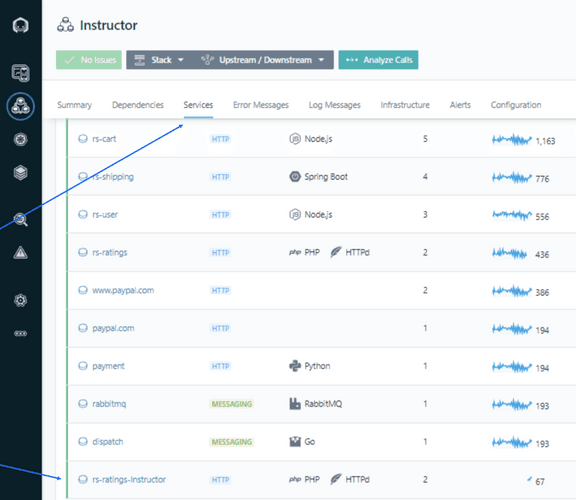 Instructor
No Issues Stack Upstream / Downstream Analyze Calls
Summary Dependencies Services Error Messages Log Messages Infrastructure Alerts Configuration
rs-cart HTTP Node.js 5 1,163
rs-shipping HTTP Spring Boot 4 776
rs-user HTTP Node.js 3 556
rs-ratings HTTP php PHP HTTPd 2 436
www.paypal.com HTTP 2 386
paypal.com HTTP 1 194
payment HTTP Python 1 194
rabbitmq MESSAGING RabbitMQ 1 193
dispatch MESSAGING Go 1 193
rs-ratings-instructor HTTP php PHP HTTPd 2 67